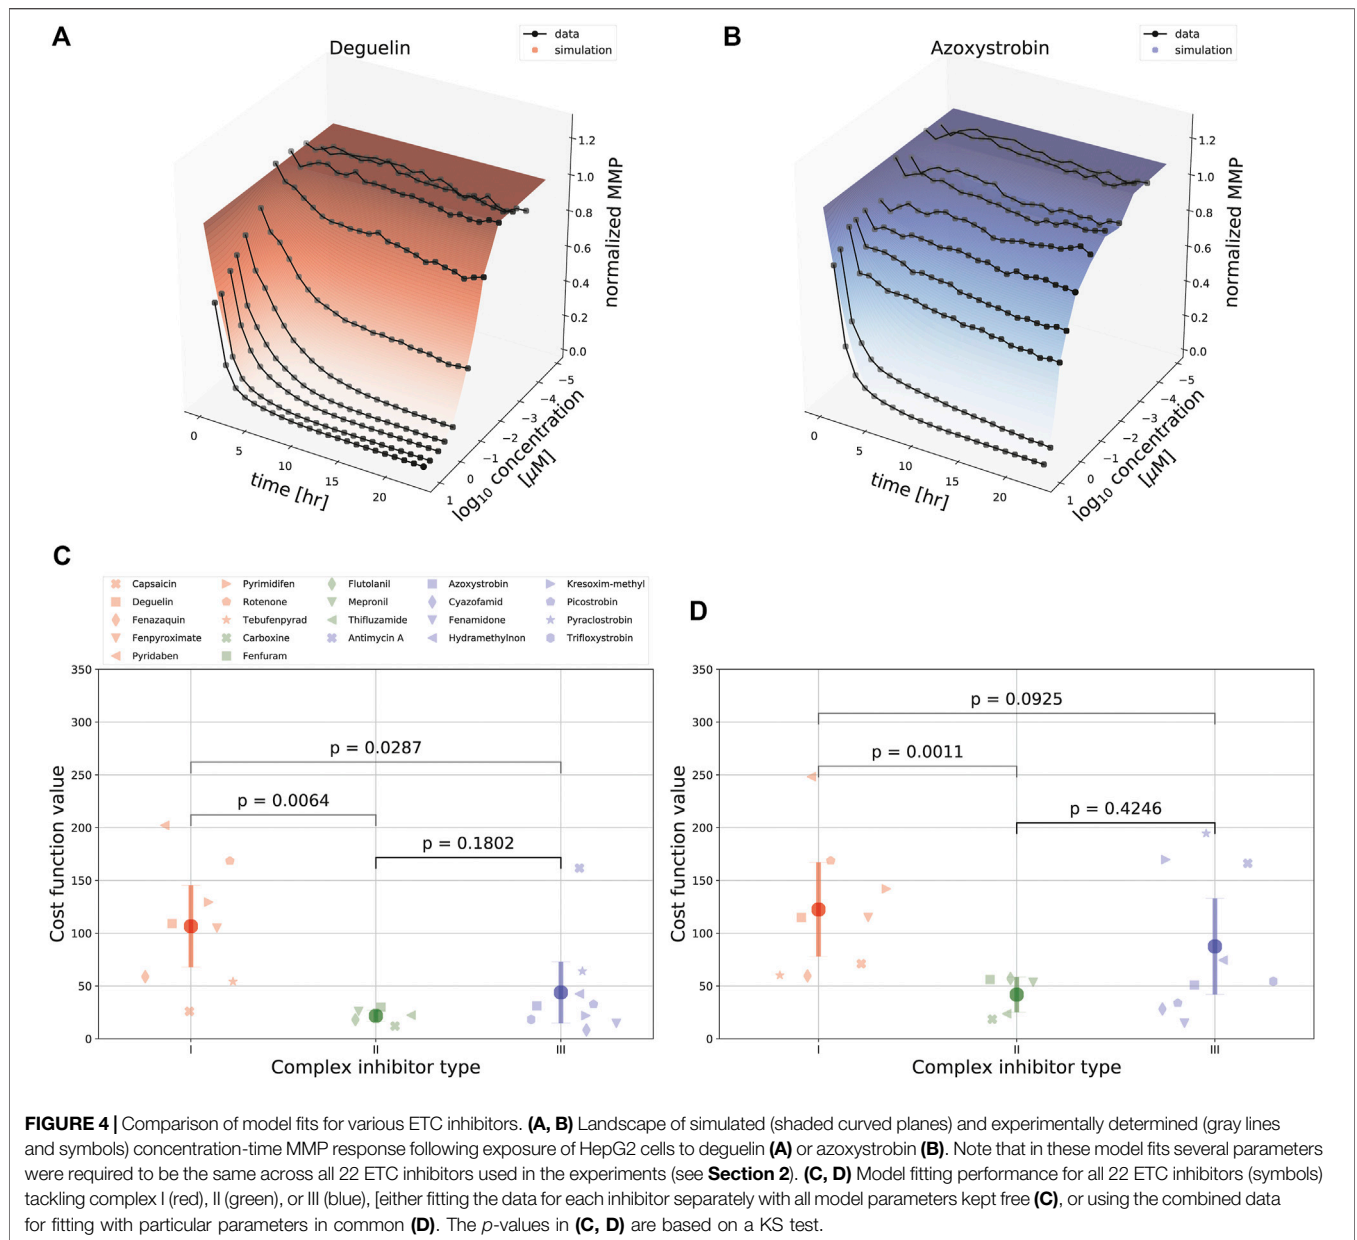 A
Deguelin
data
simulation
1.2
1.0
0.8
0.6
0.4
0.2
0.0
normalized MMP
−5
−4
−3
−2
−1
0
1
log10 concentration
[μM]
0
5
10
15
20
time [hr]
B
Azoxystrobin
data
simulation
1.2
1.0
0.8
0.6
0.4
0.2
0.0
normalized MMP
−5
−4
−3
−2
−1
0
1
log10 concentration
[μM]
0
5
10
15
20
time [hr]
C
Capsaicin
Deguelin
Fenazaquin
Fenpyroximate
Pyridaben
Pyrimidifen
Rotenone
Tebufenpyrad
Carboxine
Fenfuram
Flutolanil
Mepronil
Thifluzamide
Antimycin A
Azoxystrobin
Cyazofamid
Fenamidone
Hydramethylnon
Kresoxim-methyl
Picostrobin
Pyraclostrobin
Trifloxystrobin
350
300
250
200
150
100
50
0
Cost function value
p = 0.0287
p = 0.0064
p = 0.1802
I
II
III
Complex inhibitor type
D
350
300
250
200
150
100
50
0
Cost function value
p = 0.0925
p = 0.0011
p = 0.4246
I
II
III
Complex inhibitor type
FIGURE 4 | Comparison of model fits for various ETC inhibitors. (A, B) Landscape of simulated (shaded curved planes) and experimentally determined (gray lines
and symbols) concentration-time MMP response following exposure of HepG2 cells to deguelin (A) or azoxystrobin (B). Note that in these model fits several parameters
were required to be the same across all 22 ETC inhibitors used in the experiments (see Section 2). (C, D) Model fitting performance for all 22 ETC inhibitors (symbols)
tackling complex I (red), II (green), or III (blue), [either fitting the data for each inhibitor separately with all model parameters kept free (C), or using the combined data
for fitting with particular parameters in common (D). The p-values in (C, D) are based on a KS test.